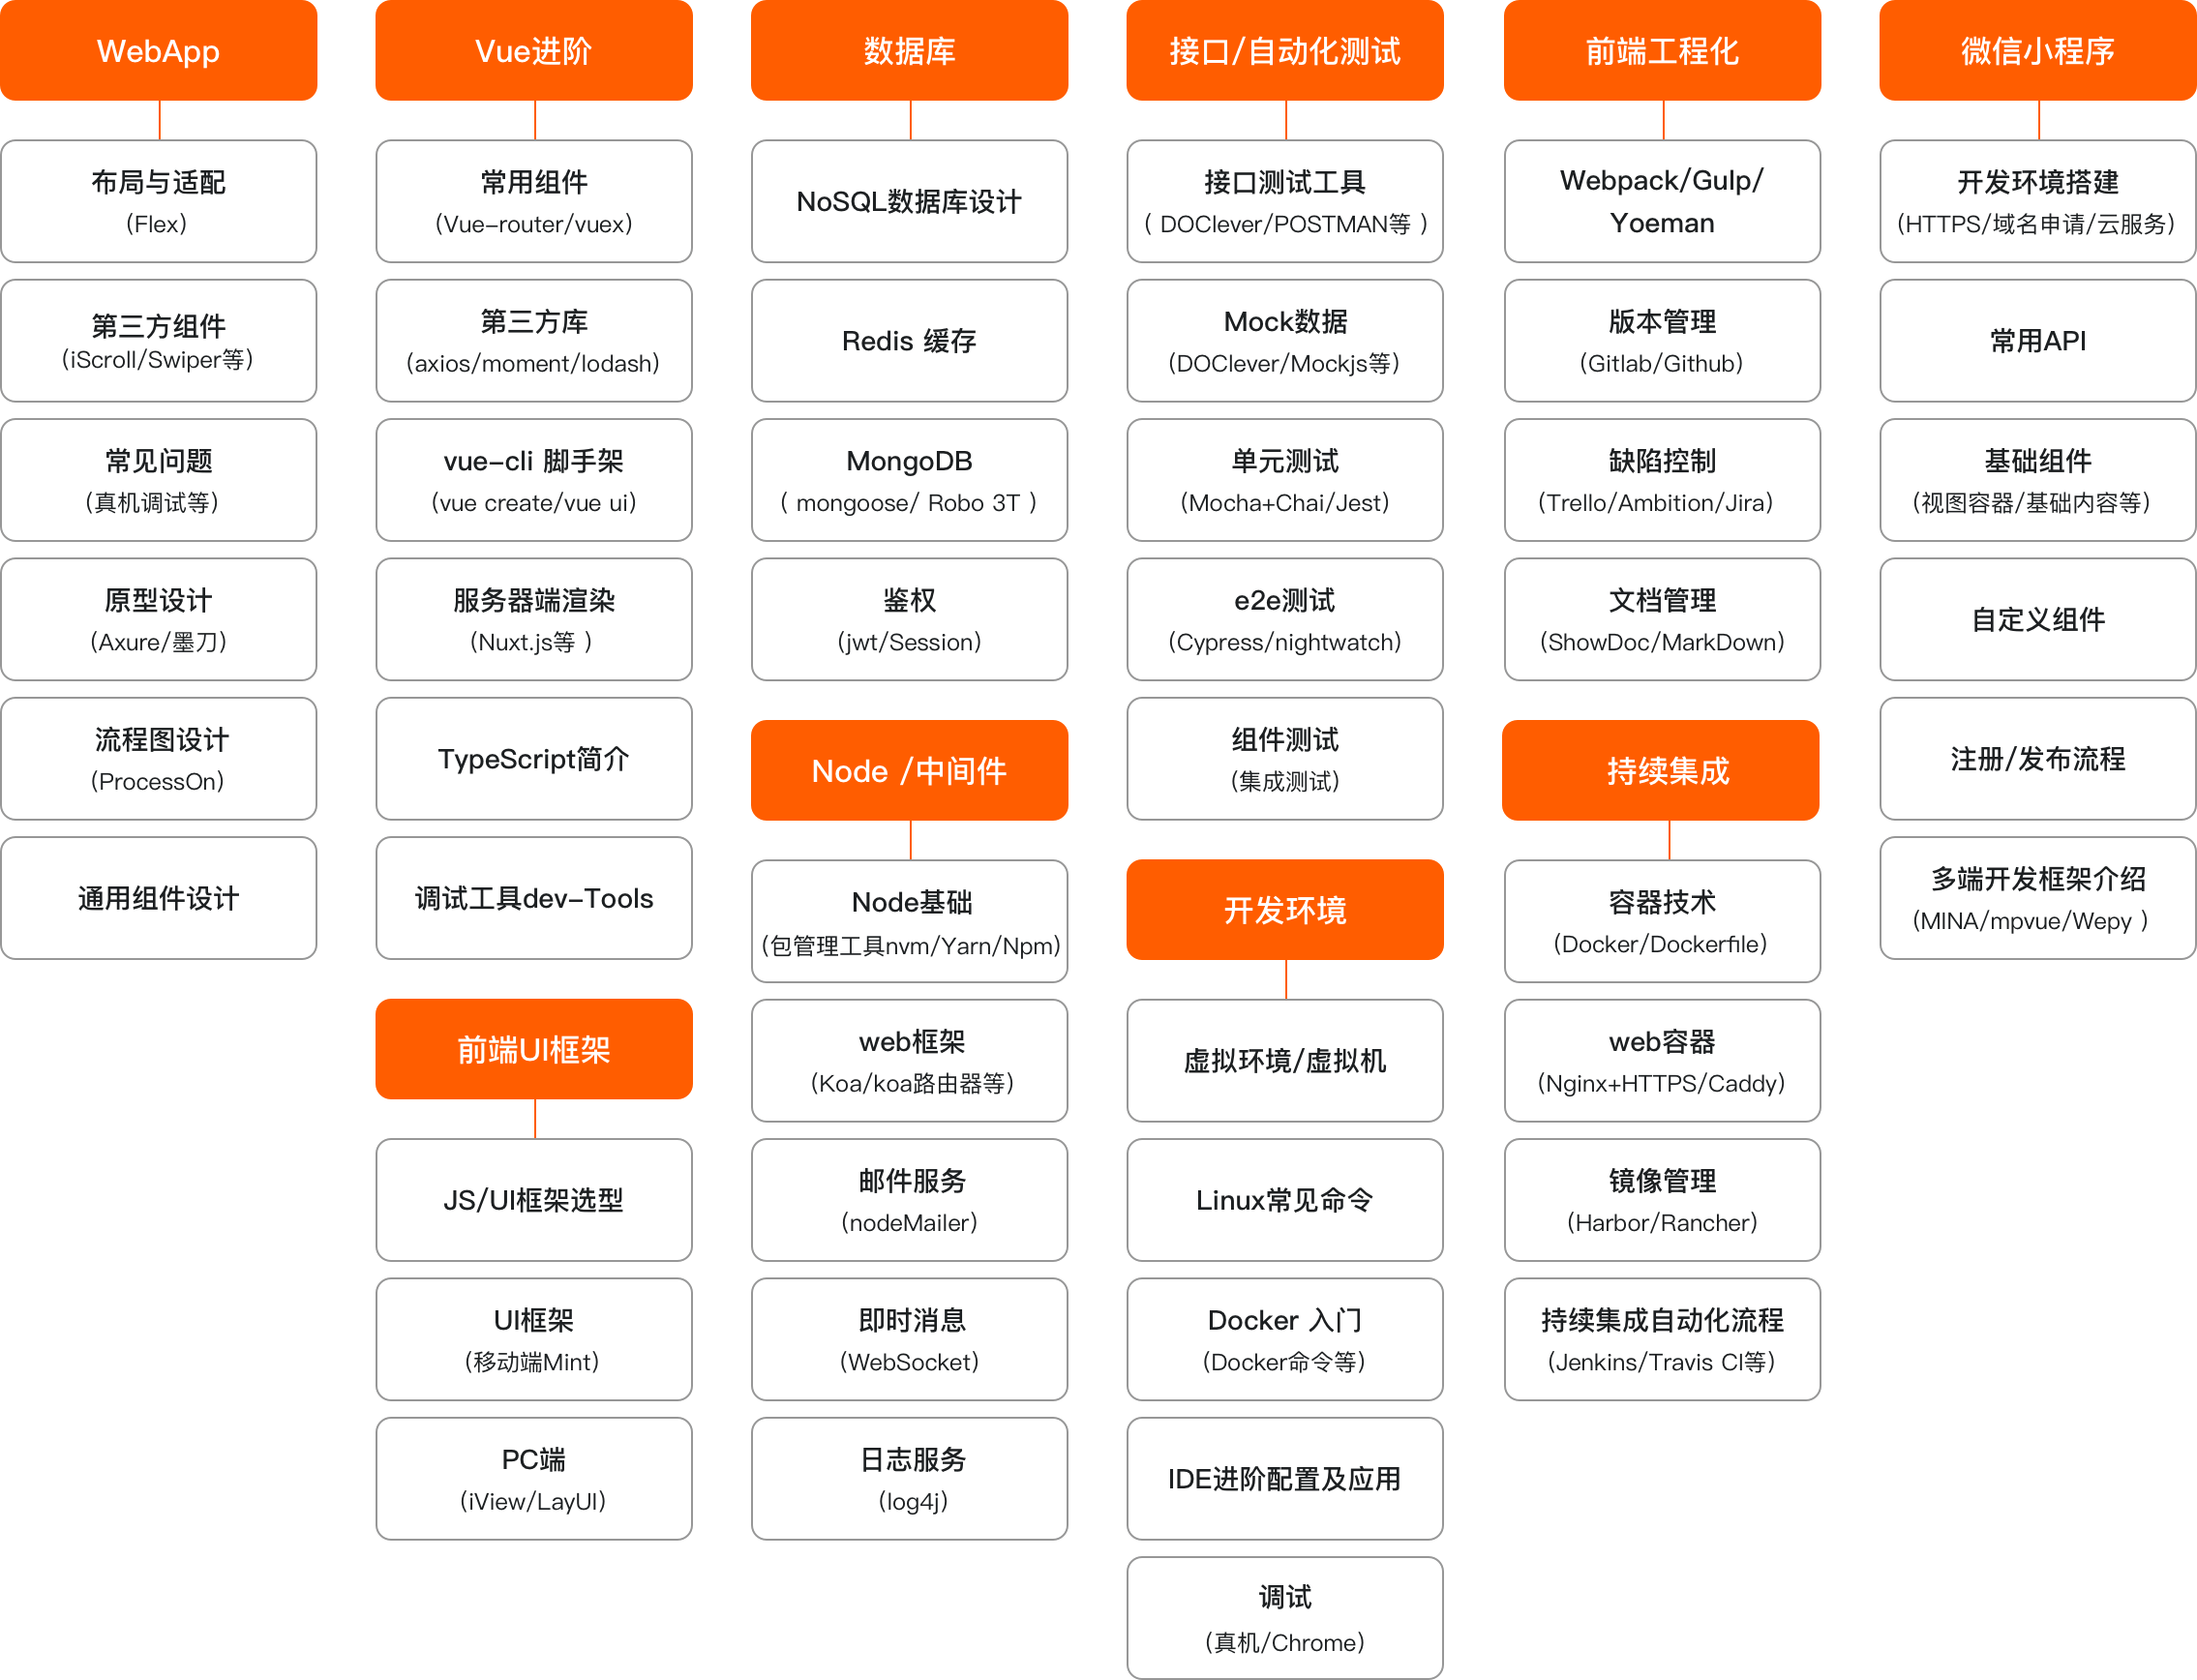 WebApp
布局与适配
(Flex)
第三方组件
(iScroll/Swiper等)
常见问题
(真机调试等)
原型设计
(Axure/墨刀)
流程图设计
(ProcessOn)
通用组件设计
Vue进阶
常用组件
(Vue-router/vuex)
第三方库
(axios/moment/lodash)
vue-cli 脚手架
(vue create/vue ui)
服务器端渲染
(Nuxt.js等 )
TypeScript简介
调试工具dev-Tools
前端UI框架
JS/UI框架选型
UI框架
(移动端Mint)
PC端
(iView/LayUI)
数据库
NoSQL数据库设计
Redis 缓存
MongoDB
( mongoose/ Robo 3T )
鉴权
(jwt/Session)
Node /中间件
Node基础
(包管理工具nvm/Yarn/Npm)
web框架
(Koa/koa路由器等)
邮件服务
(nodeMailer)
即时消息
(WebSocket)
日志服务
(log4j)
接口/自动化测试
接口测试工具
( DOClever/POSTMAN等 )
Mock数据
(DOClever/Mockjs等)
单元测试
(Mocha+Chai/Jest)
e2e测试
(Cypress/nightwatch)
组件测试
(集成测试)
开发环境
虚拟环境/虚拟机
Linux常见命令
Docker 入门
(Docker命令等)
IDE进阶配置及应用
调试
(真机/Chrome)
前端工程化
Webpack/Gulp/
Yoeman
版本管理
(Gitlab/Github)
缺陷控制
(Trello/Ambition/Jira)
文档管理
(ShowDoc/MarkDown)
持续集成
容器技术
(Docker/Dockerfile)
web容器
(Nginx+HTTPS/Caddy)
镜像管理
(Harbor/Rancher)
持续集成自动化流程
(Jenkins/Travis CI等)
微信小程序
开发环境搭建
(HTTPS/域名申请/云服务)
常用API
基础组件
(视图容器/基础内容等)
自定义组件
注册/发布流程
多端开发框架介绍
(MINA/mpvue/Wepy )